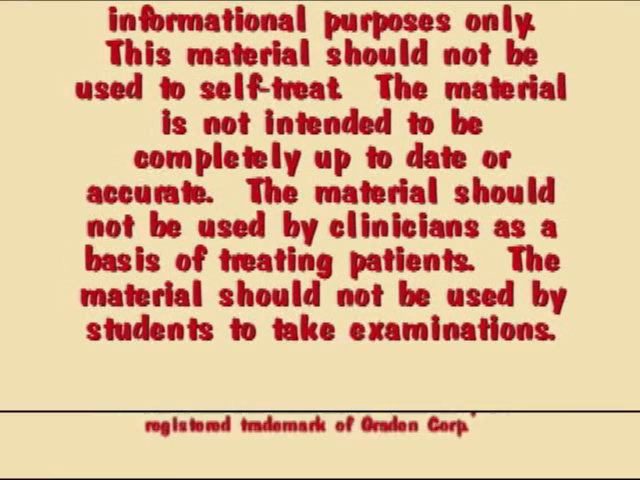 informational purposes only.
This material should not be
used to self-treat. The material
is not intended to be
completely up to date or
accurate. The material should
not be used by clinicians as a
basis of treating patients. The
material should not be used by
students to take examinations.
registered trademark of Oradon Corp.